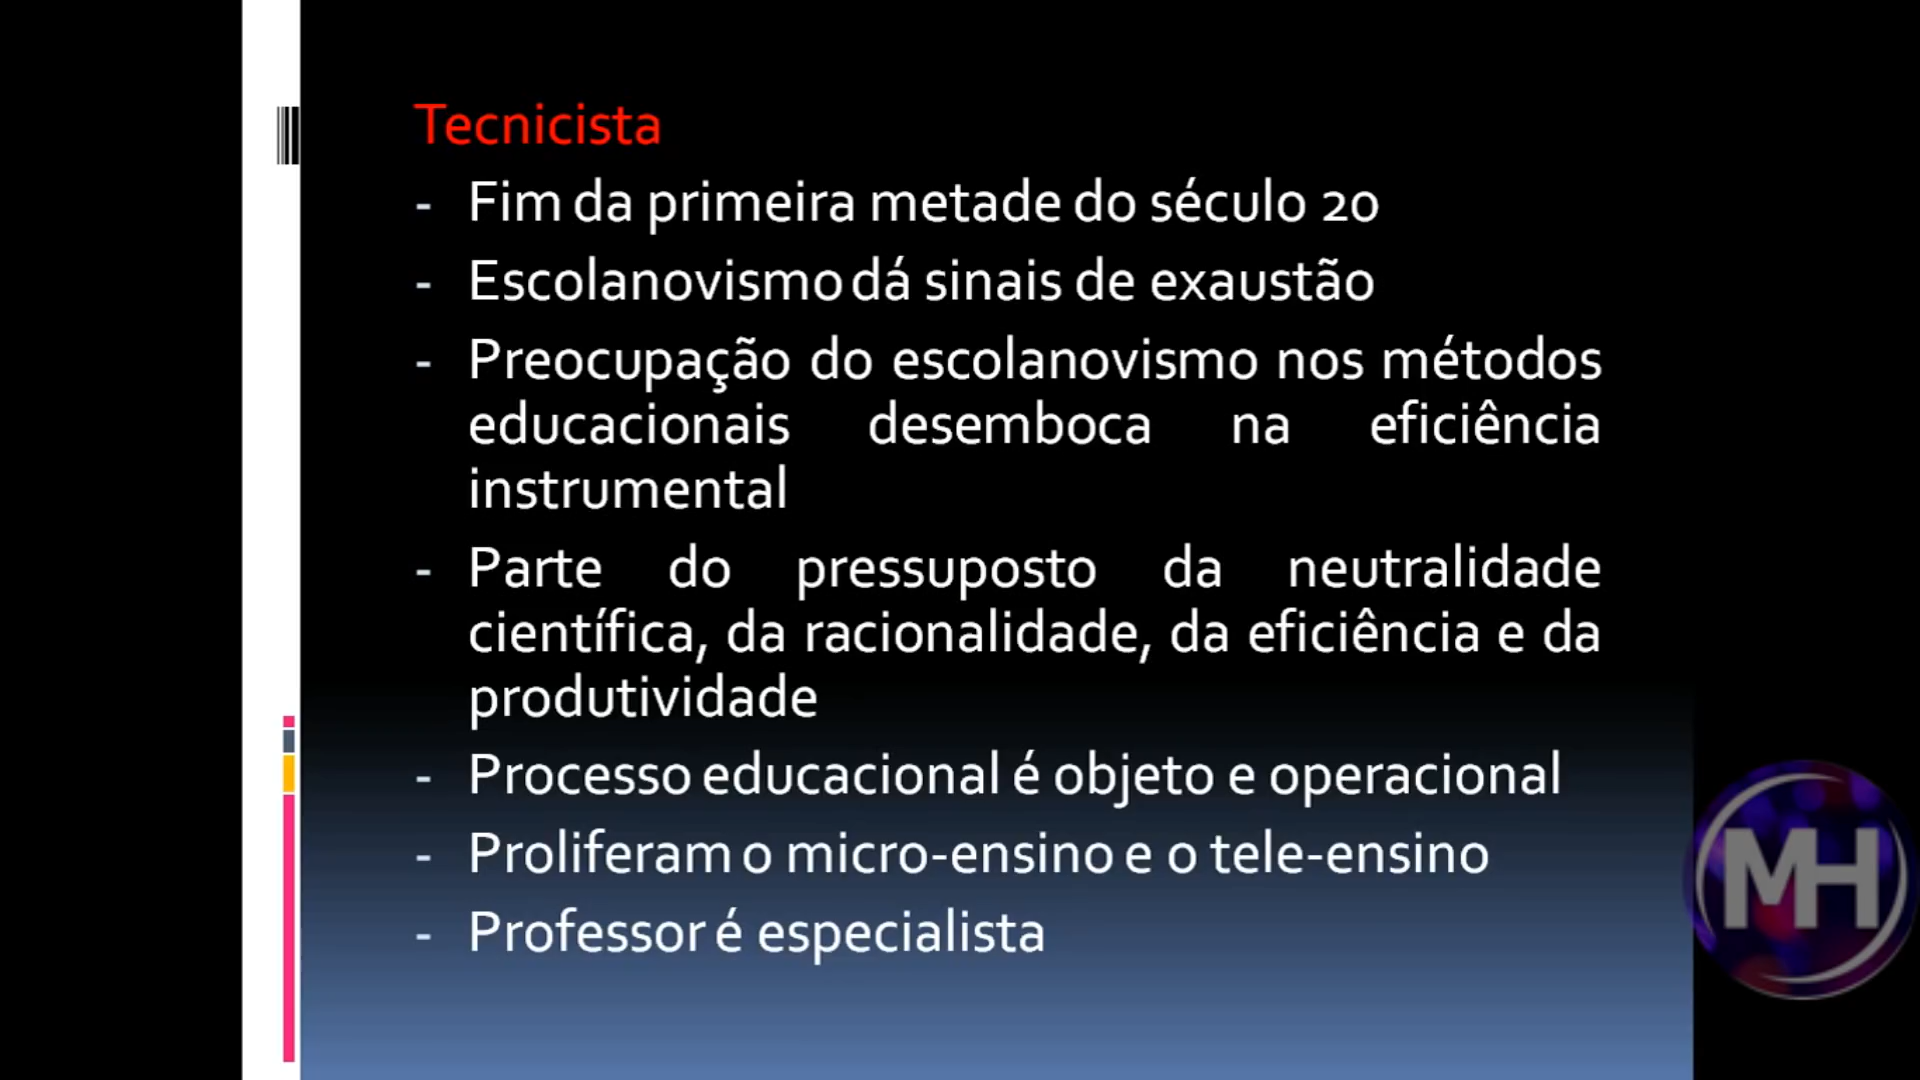 Tecnicista
- Fim da primeira metade do século 20
- Escolanovismo dá sinais de exaustão
- Preocupação do escolanovismo nos métodos
educacionais desemboca na eficiência
instrumental
- Parte do pressuposto da neutralidade
científica, da racionalidade, da eficiência e da
produtividade
- Processo educacional é objeto e operacional
- Proliferam o micro-ensino e o tele-ensino
- Professor é especialista
MH